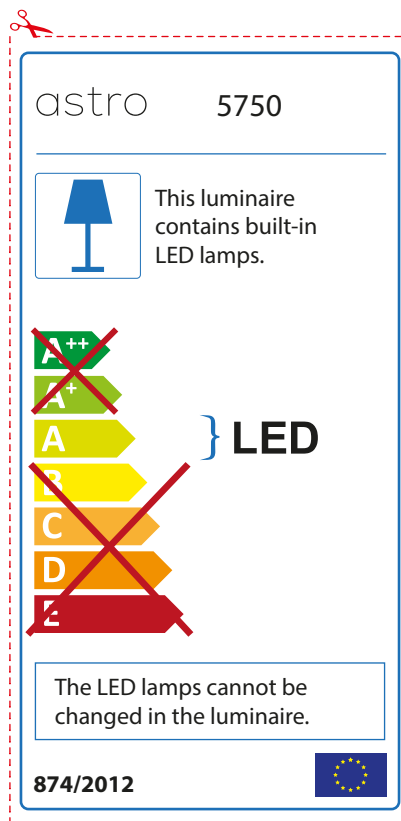 astro 5750
This luminaire
contains built-in
LED lamps.
A++
A+
A
} LED
B
C
D
E
The LED lamps cannot be
changed in the luminaire.
874/2012